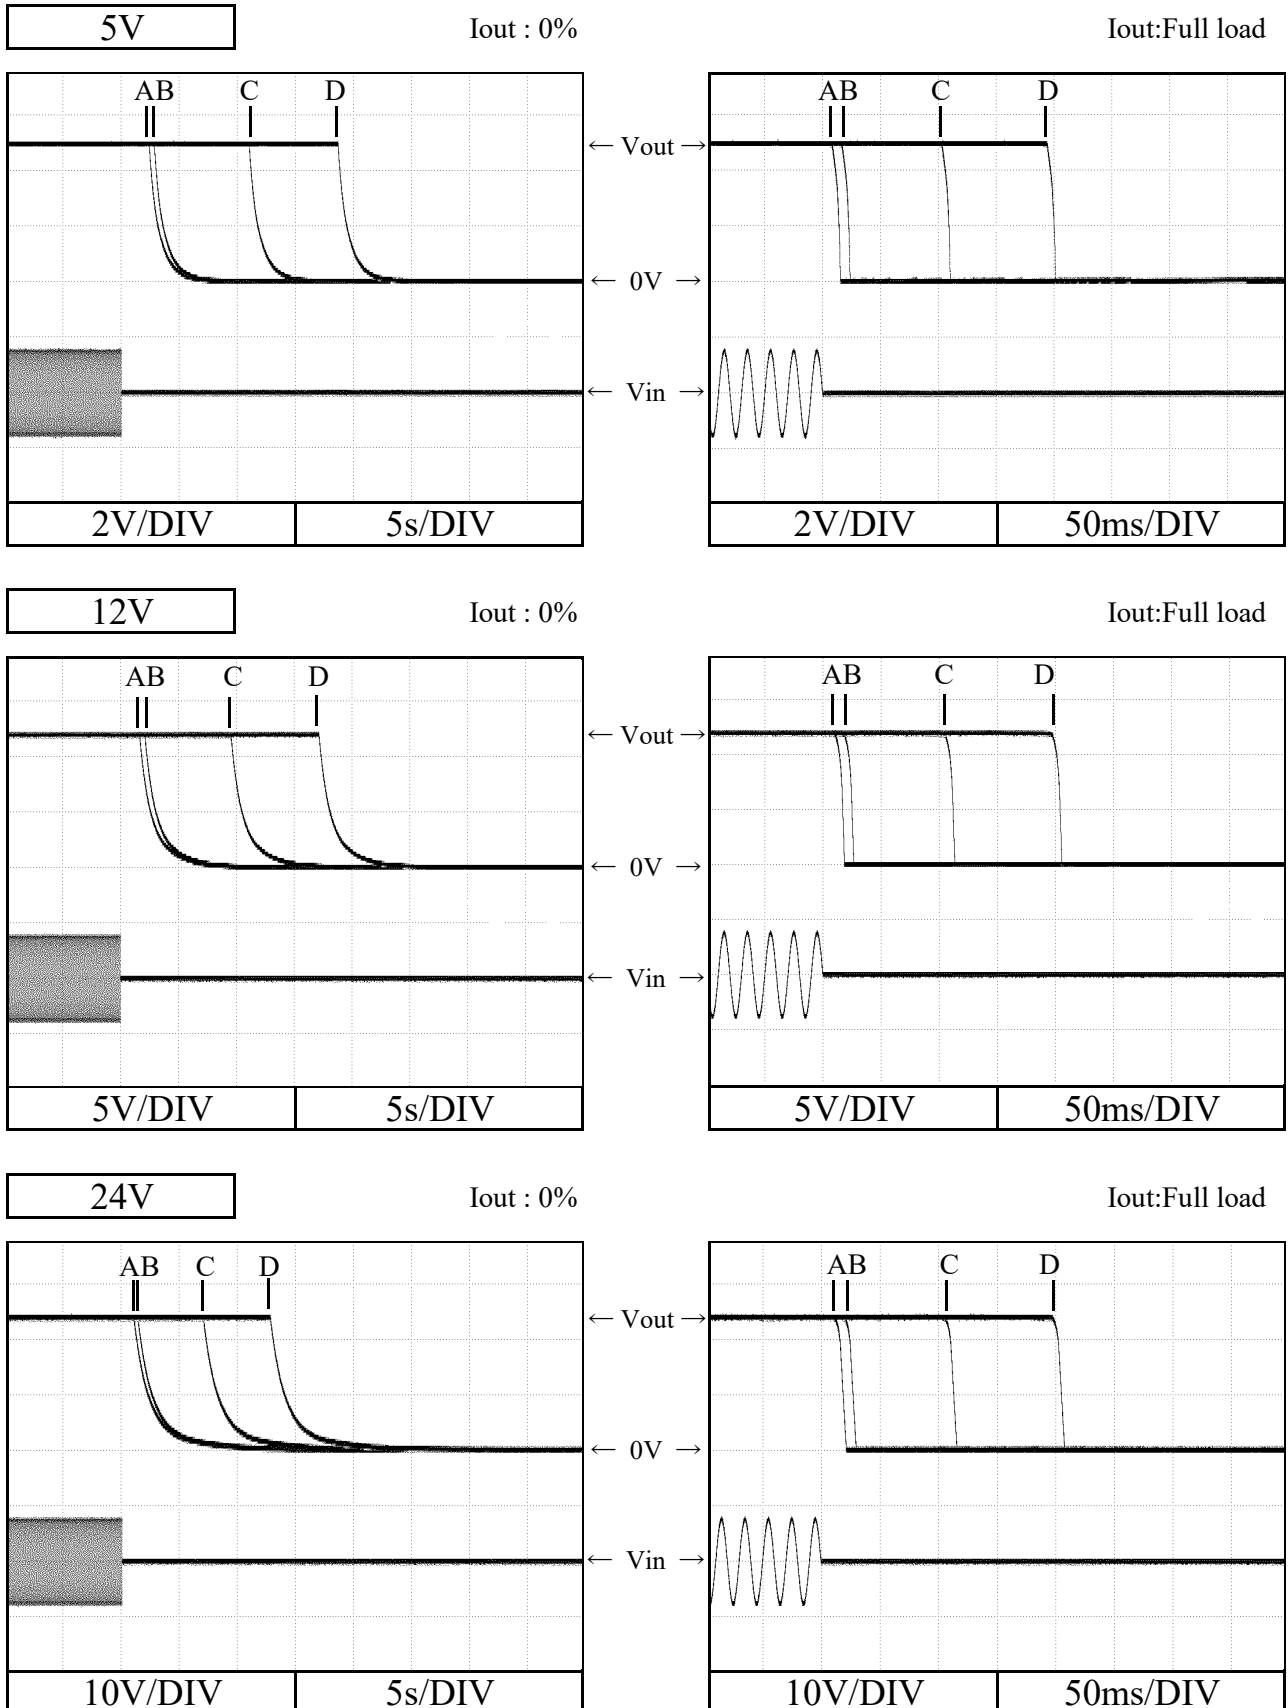 5V Iout : 0% Iout:Full load
AB C D AB C D
← Vout →
← 0V →
← Vin →
2V/DIV 5s/DIV 2V/DIV 50ms/DIV
12V Iout : 0% Iout:Full load
AB C D AB C D
← Vout →
← 0V →
← Vin →
5V/DIV 5s/DIV 5V/DIV 50ms/DIV
24V Iout : 0% Iout:Full load
AB C D AB C D
← Vout →
← 0V →
← Vin →
10V/DIV 5s/DIV 10V/DIV 50ms/DIV